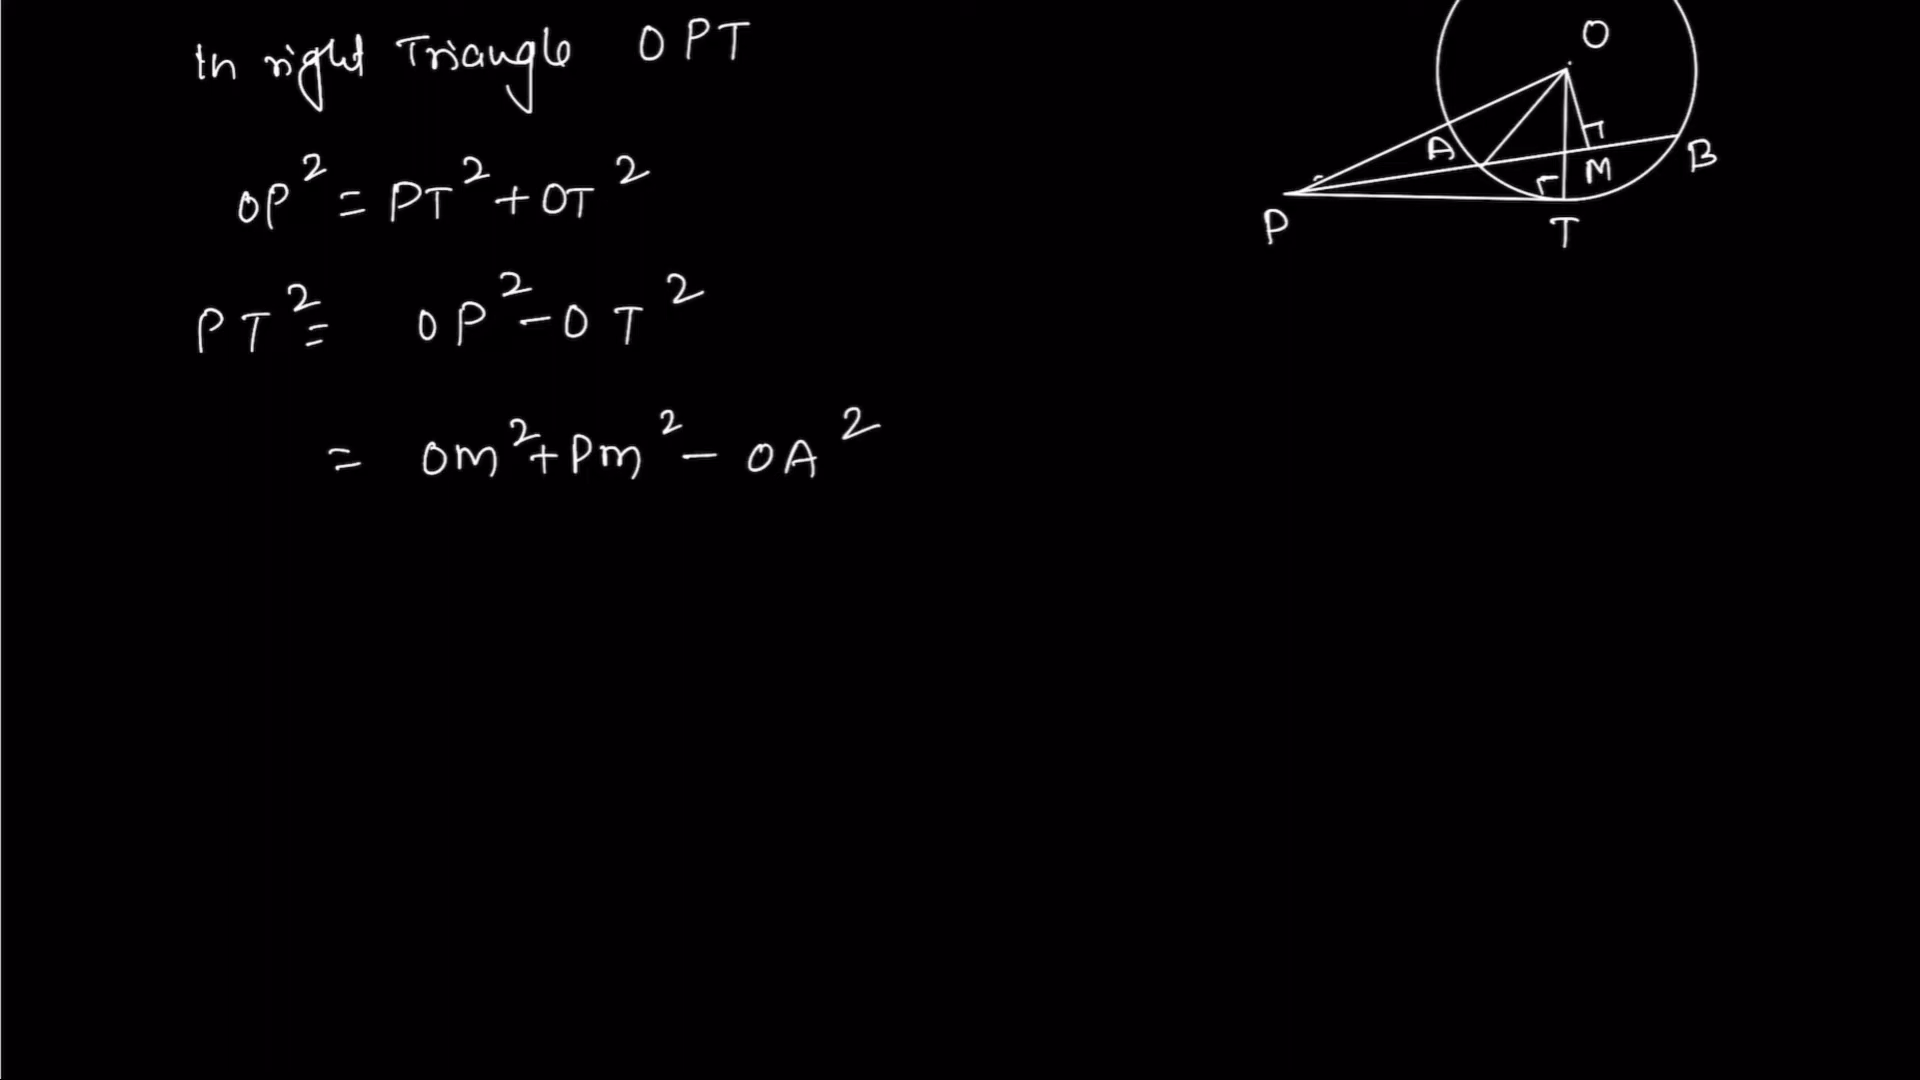 In right Triangle OPT
OP² = PT² + OT²
PT² = OP² - OT²
= OM² + PM² - OA²
O
A
M
B
P
T